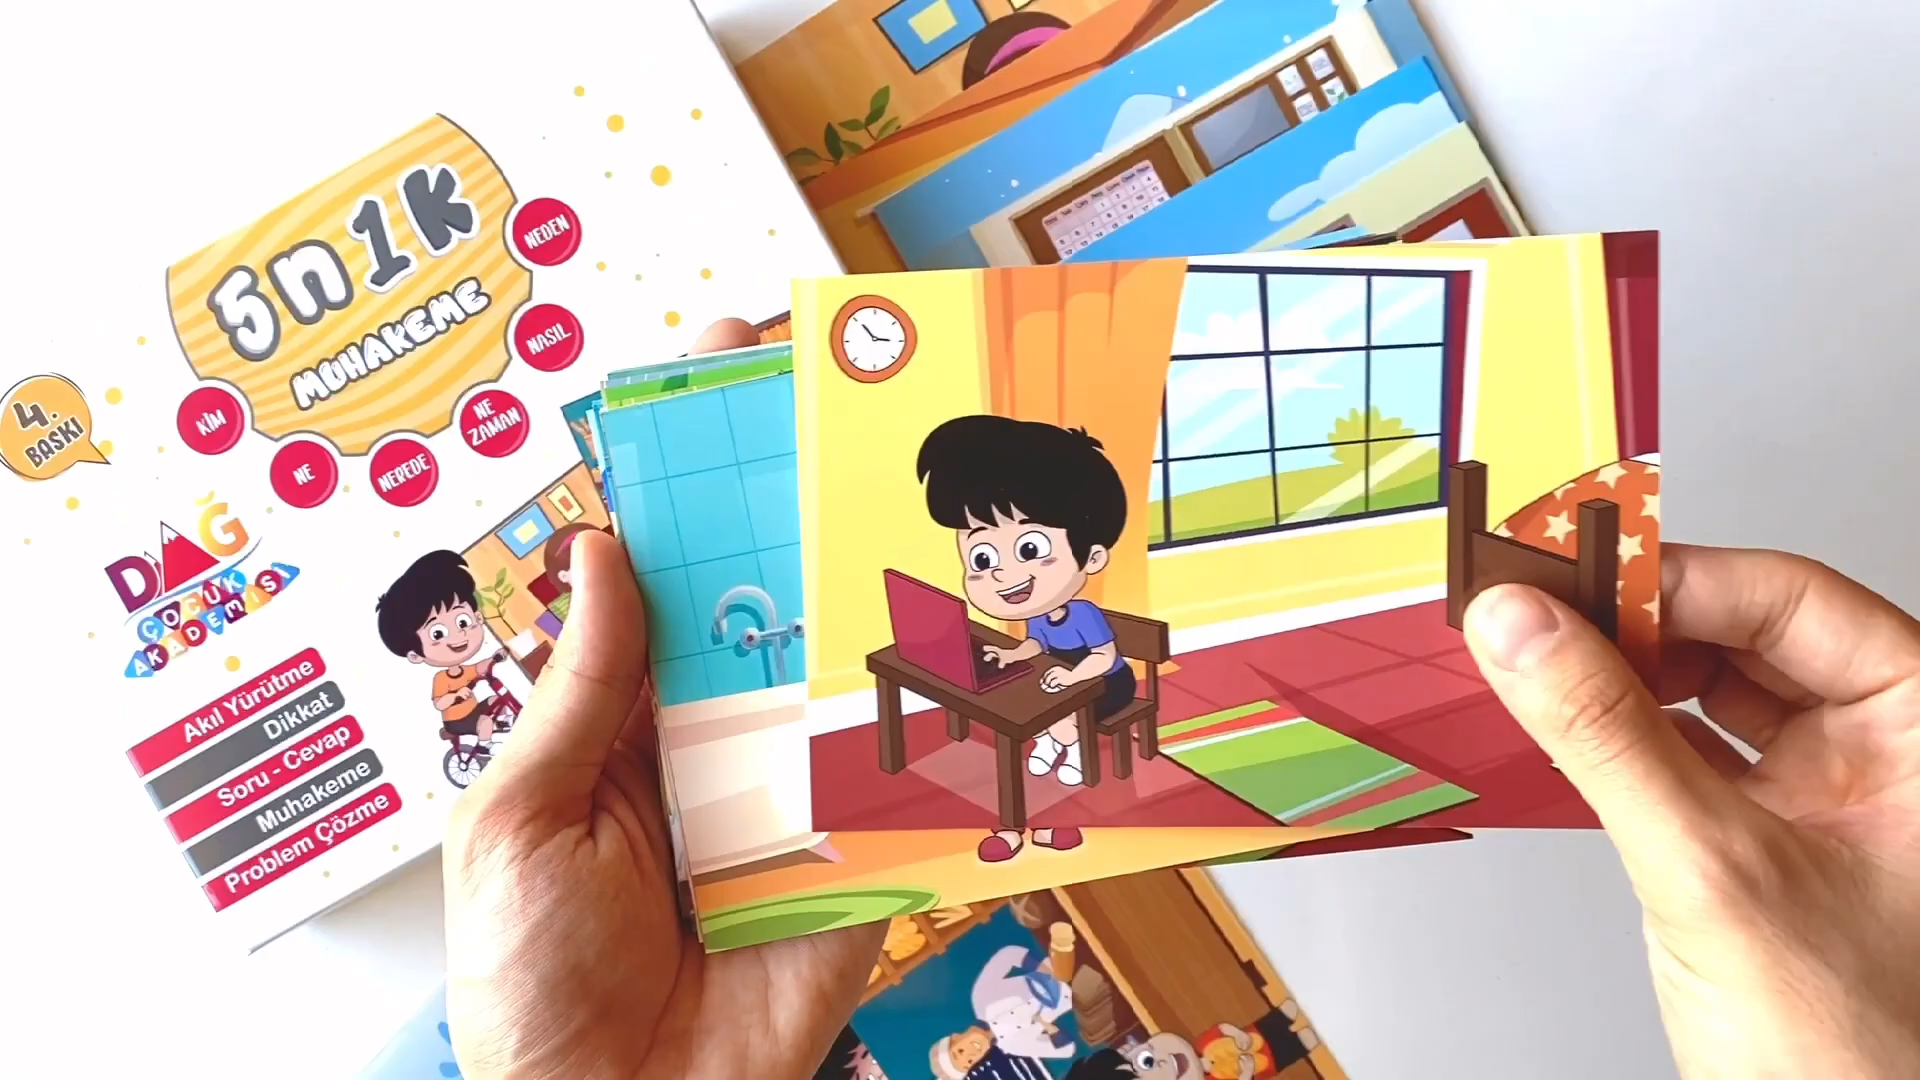 5n1k
MUHAKEME
NEDEN
NASIL
NE
ZAMAN
NEREDE
NE
KİM
4.
BASKI
DAĞ
ÇOCUK
AKADEMİSİ
Akıl Yürütme
Dikkat
Soru - Cevap
Muhakeme
Problem Çözme